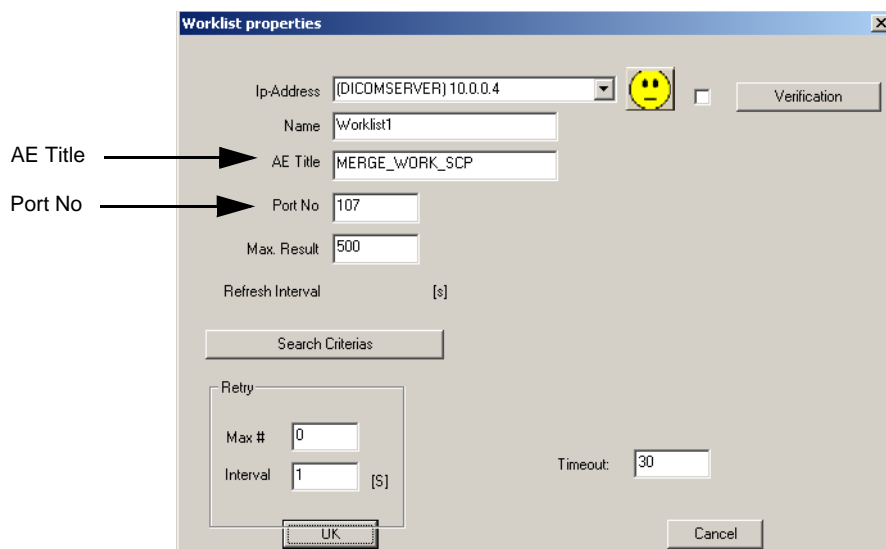 Worklist properties
Ip-Address (DICOMSERVER) 10.0.0.4 Verification
Name Worklist1
AE Title AE Title MERGE_WORK_SCP
Port No Port No 107
Max. Result 500
Refresh Interval [s]
Search Criterias
Retry
Max # 0
Interval 1 [S]
Timeout: 30
UK Cancel